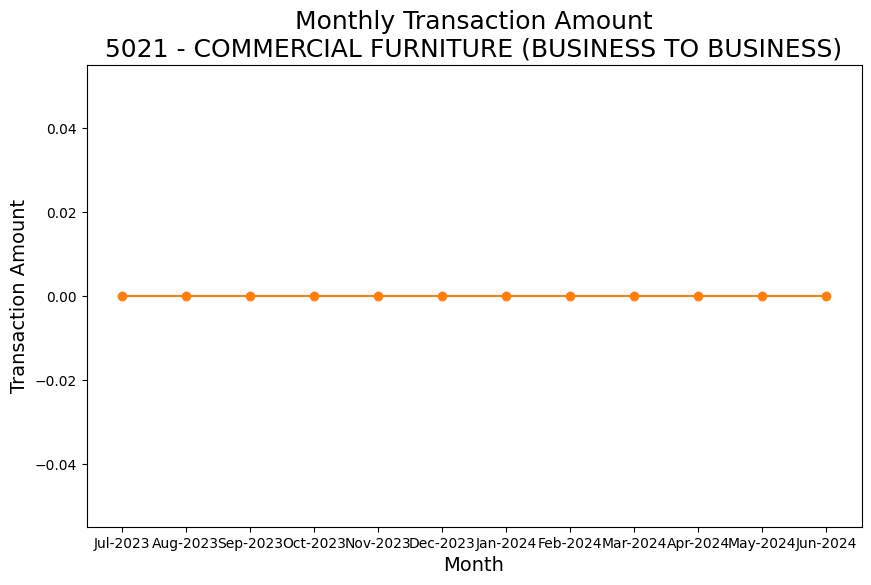 Monthly Transaction Amount
5021 - COMMERCIAL FURNITURE (BUSINESS TO BUSINESS)
Transaction Amount
0.04
0.02
0.00
−0.02
−0.04
Jul-2023 Aug-2023 Sep-2023 Oct-2023 Nov-2023 Dec-2023 Jan-2024 Feb-2024 Mar-2024 Apr-2024 May-2024 Jun-2024
Month